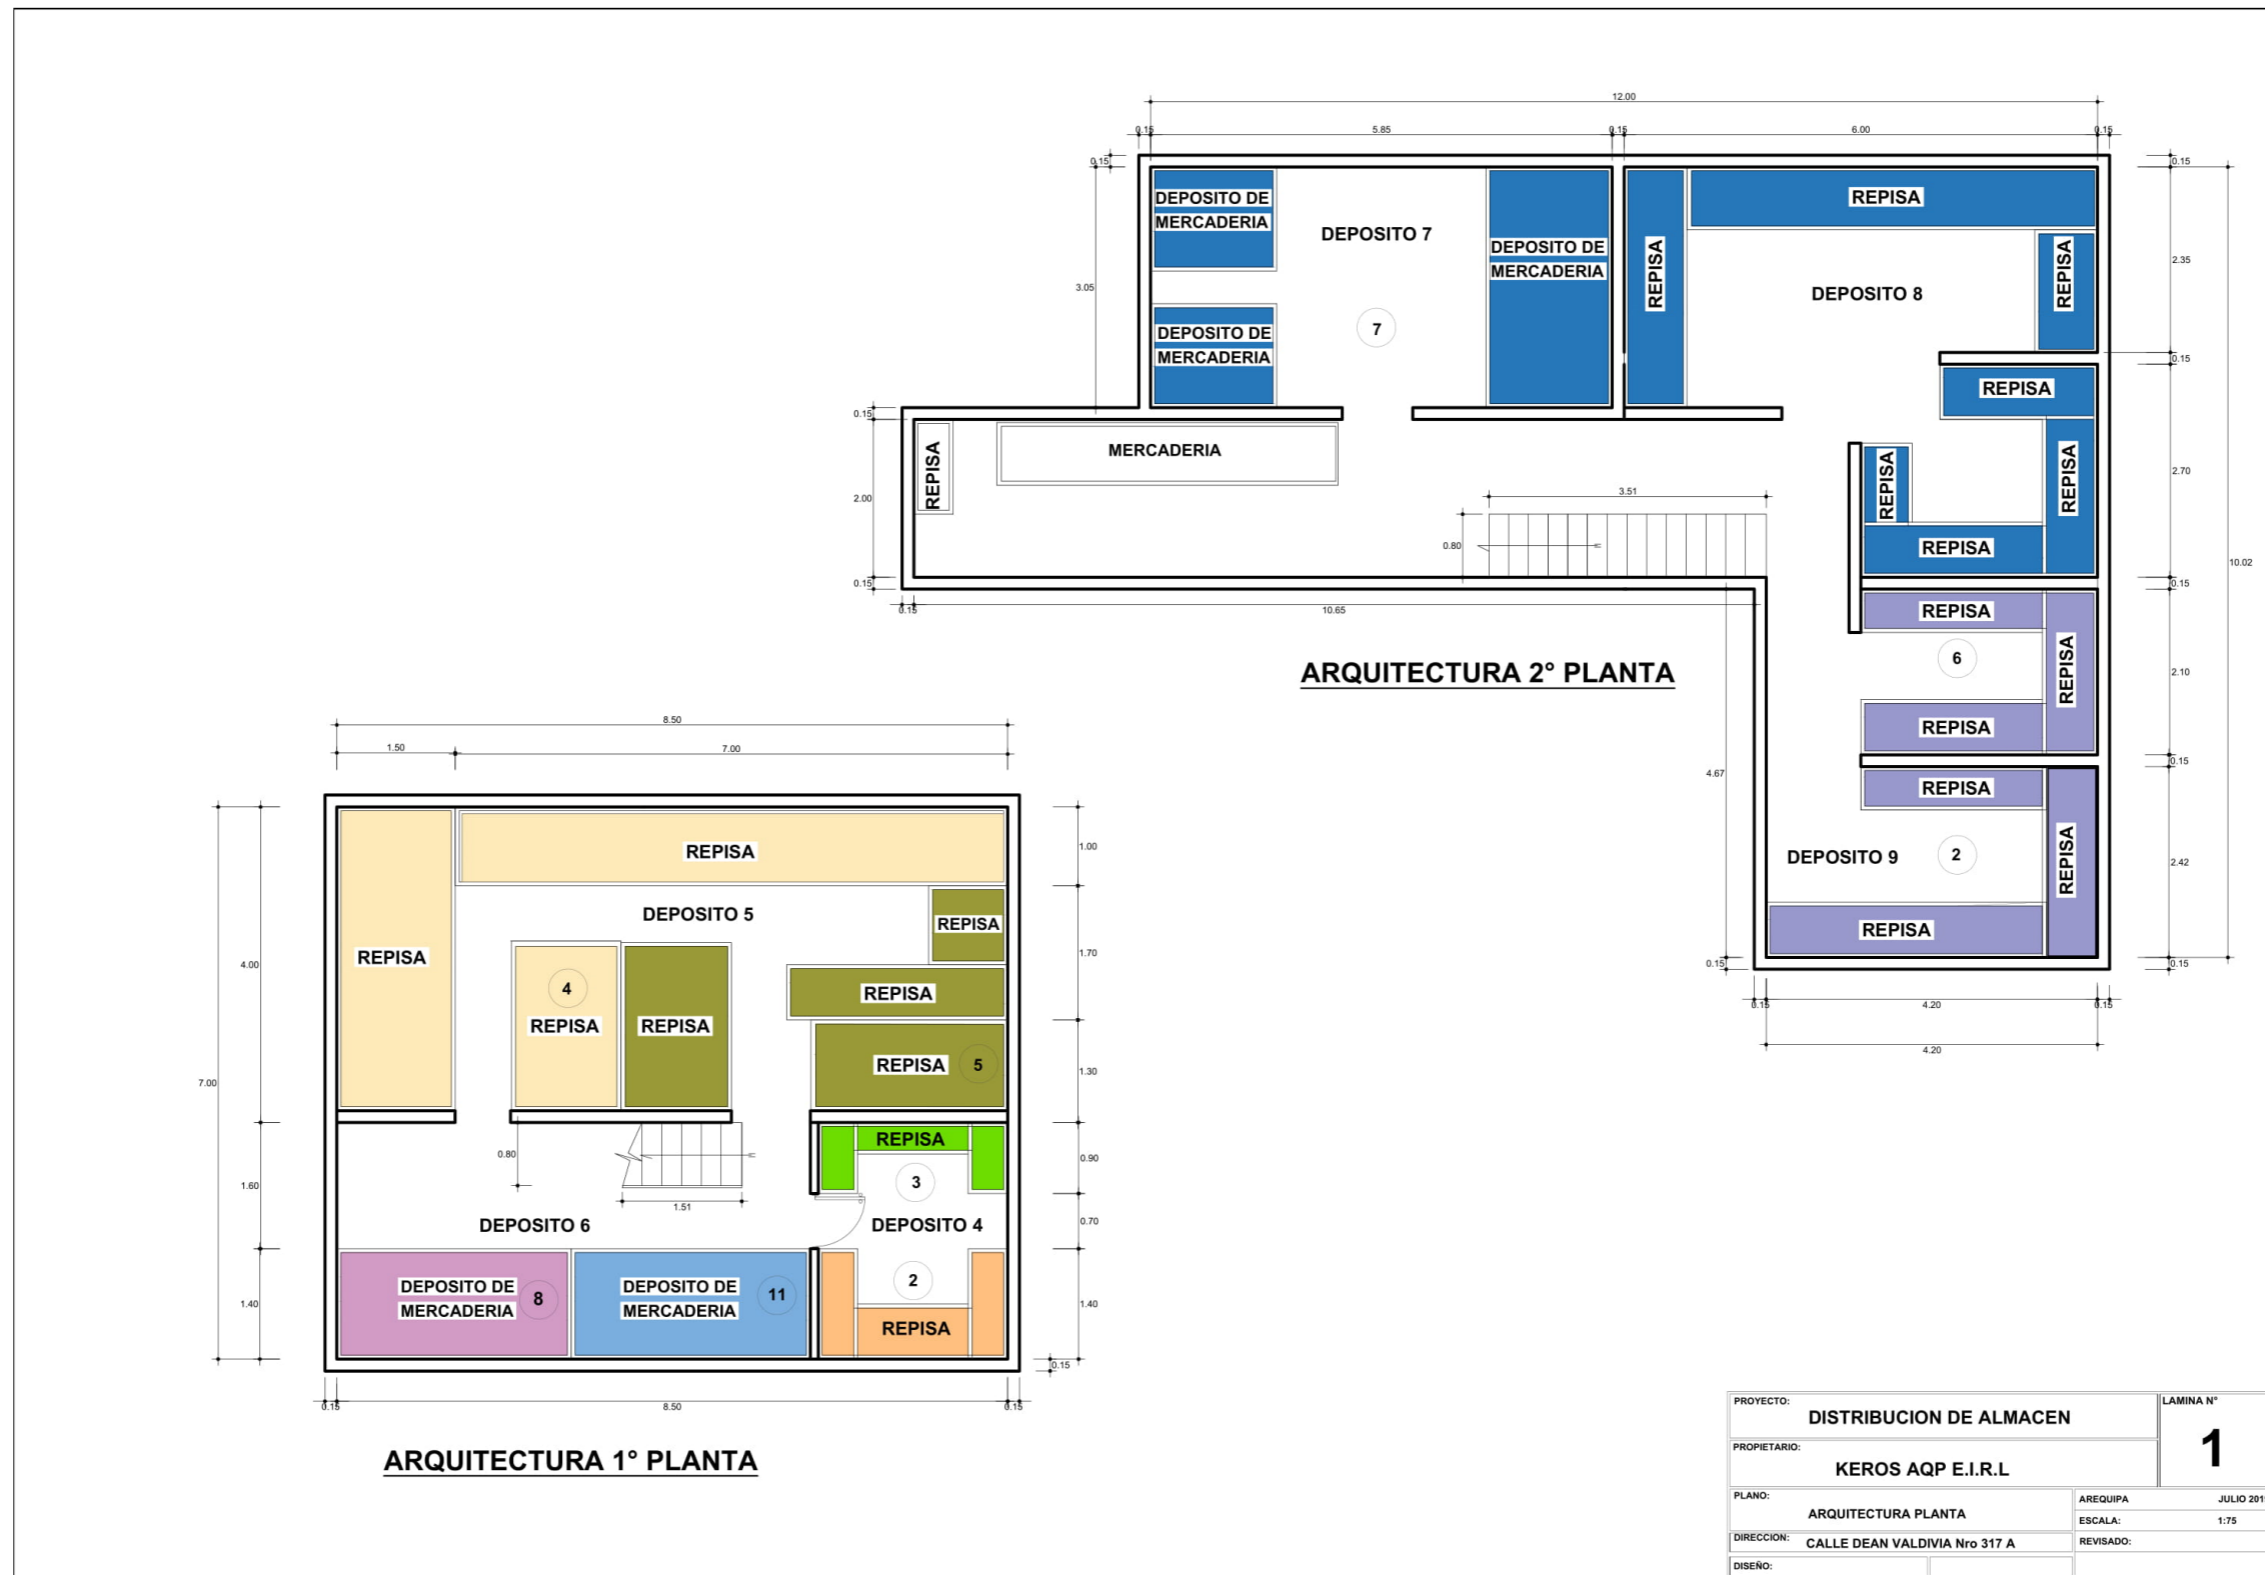 12.00
0.15
5.85
0.15
6.00
0.15
0.15
3.05
DEPOSITO DE
MERCADERIA
DEPOSITO 7
DEPOSITO DE
MERCADERIA
7
DEPOSITO DE
MERCADERIA
REPISA
REPISA
REPISA
DEPOSITO 8
0.15
2.35
0.15
REPISA
REPISA
REPISA
REPISA
2.70
10.02
0.15
0.15
2.00
0.15
REPISA
MERCADERIA
3.51
0.80
0.15
10.65
REPISA
REPISA
6
REPISA
2.10
0.15
ARQUITECTURA 2° PLANTA
4.67
REPISA
REPISA
DEPOSITO 9
2
2.42
REPISA
0.15
0.15
0.15
4.20
0.15
4.20
8.50
1.50
7.00
7.00
4.00
1.60
1.40
REPISA
REPISA
DEPOSITO 5
REPISA
4
REPISA
REPISA
REPISA
REPISA
5
1.00
1.70
1.30
0.90
0.70
1.40
0.15
0.80
1.51
REPISA
3
DEPOSITO 6
DEPOSITO 4
DEPOSITO DE
MERCADERIA
8
DEPOSITO DE
MERCADERIA
11
2
REPISA
0.15
8.50
0.15
ARQUITECTURA 1° PLANTA
PROYECTO:
DISTRIBUCION DE ALMACEN
LAMINA N°
1
PROPIETARIO:
KEROS AQP E.I.R.L
PLANO:
ARQUITECTURA PLANTA
AREQUIPA
JULIO
ESCALA:
1:75
DIRECCION:
CALLE DEAN VALDIVIA Nro 317 A
REVISADO:
DISEÑO: